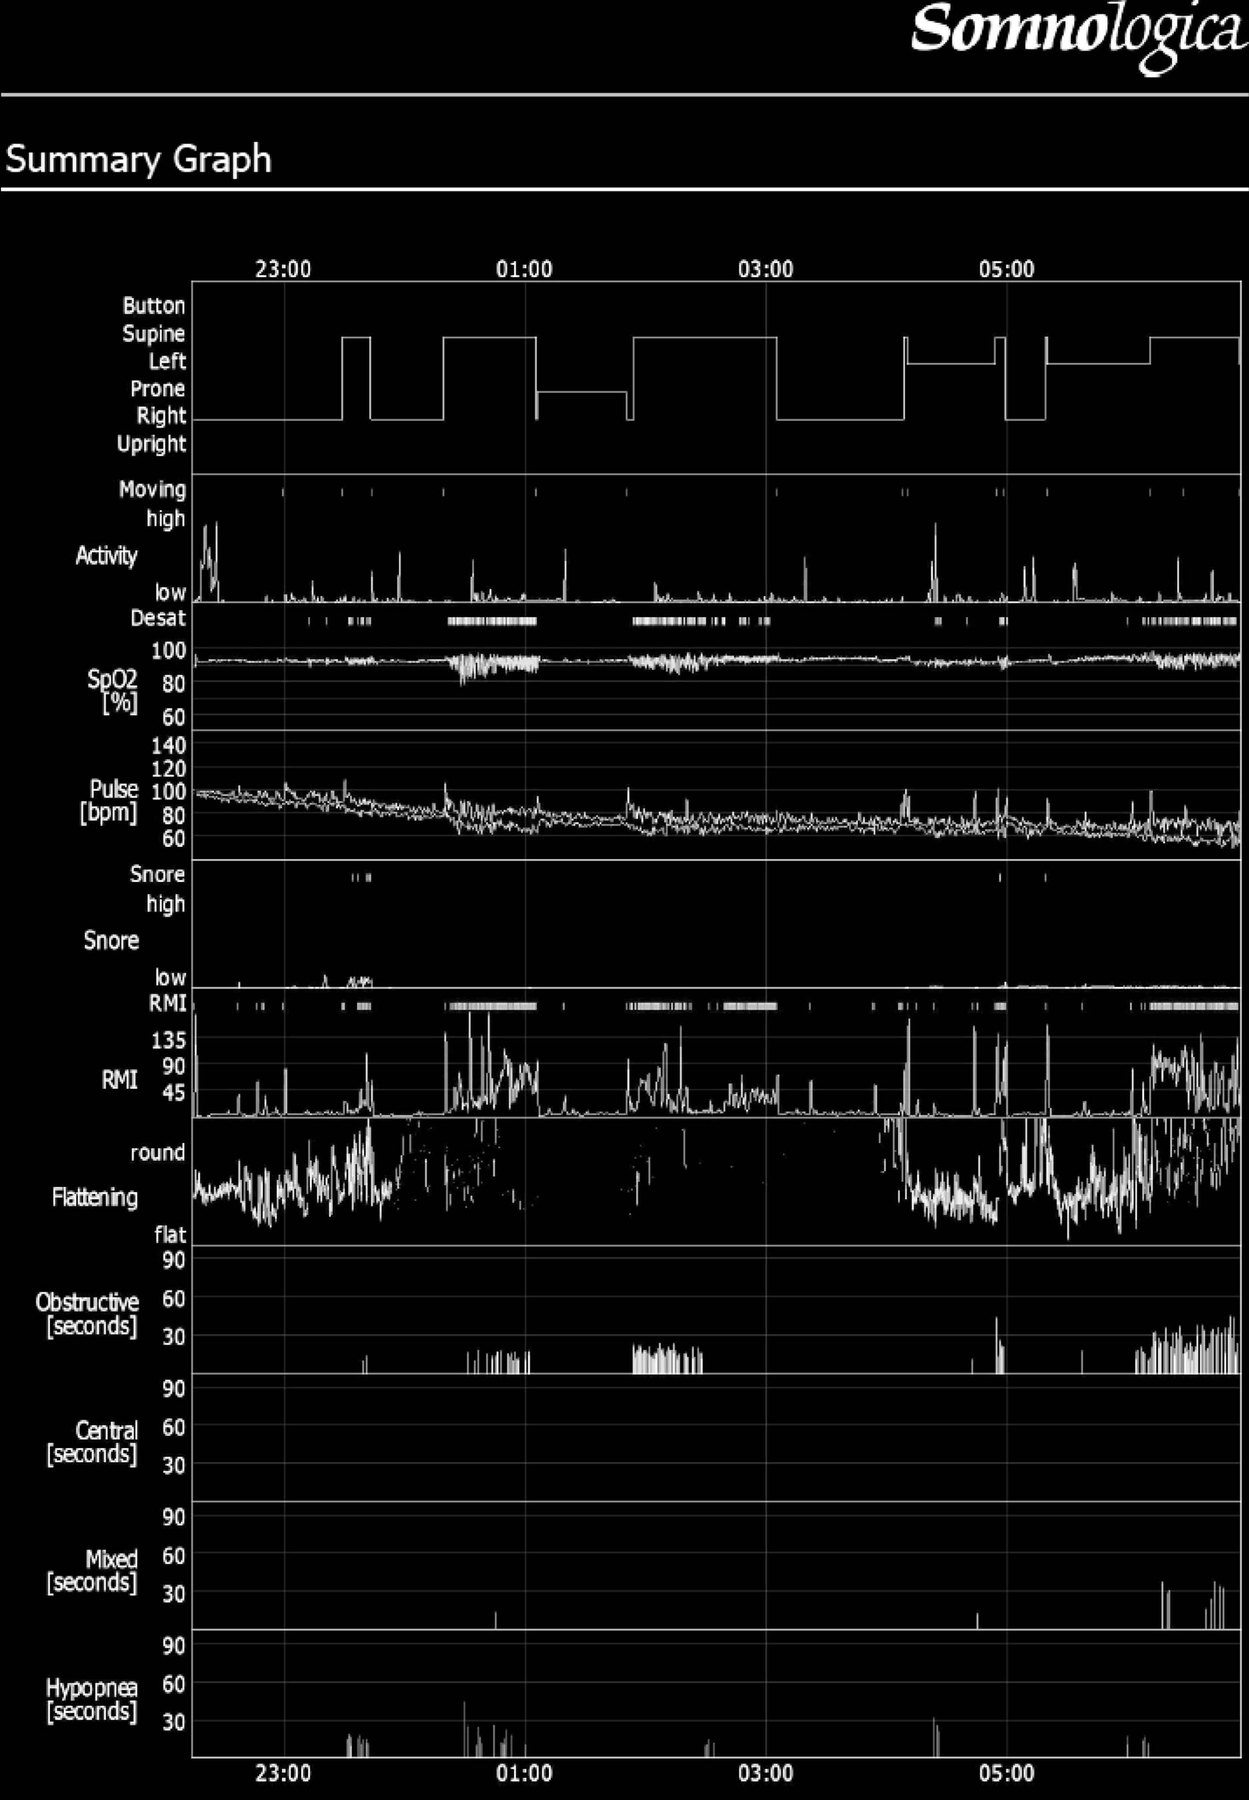 Somnologica
Summary Graph
23:00 01:00 03:00 05:00
Button
Supine
Left
Prone
Right
Upright
Moving
high
Activity
low
Desat
100
SpO2 80
[%]
60
140
120
Pulse 100
[bpm] 80
60
Snore
high
Snore
low
RMI
135
90
RMI 45
round
Flattening
flat
90
Obstructive 60
[seconds] 30
90
Central 60
[seconds] 30
90
Mixed 60
[seconds] 30
90
Hypopnea 60
[seconds] 30
23:00 01:00 03:00 05:00